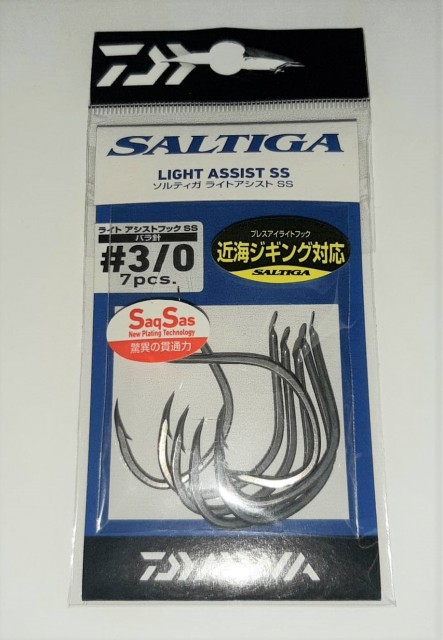 SALTIGA
LIGHT ASSIST SS
ソルティガ ライトアシスト SS
ライト アシストフック SS
バラ針
#3/0
7pcs.
プレスアイライトフック
近海ジギング対応
SALTIGA
SaqSas
New Plating Technology
驚異の貫通力
DAIWA